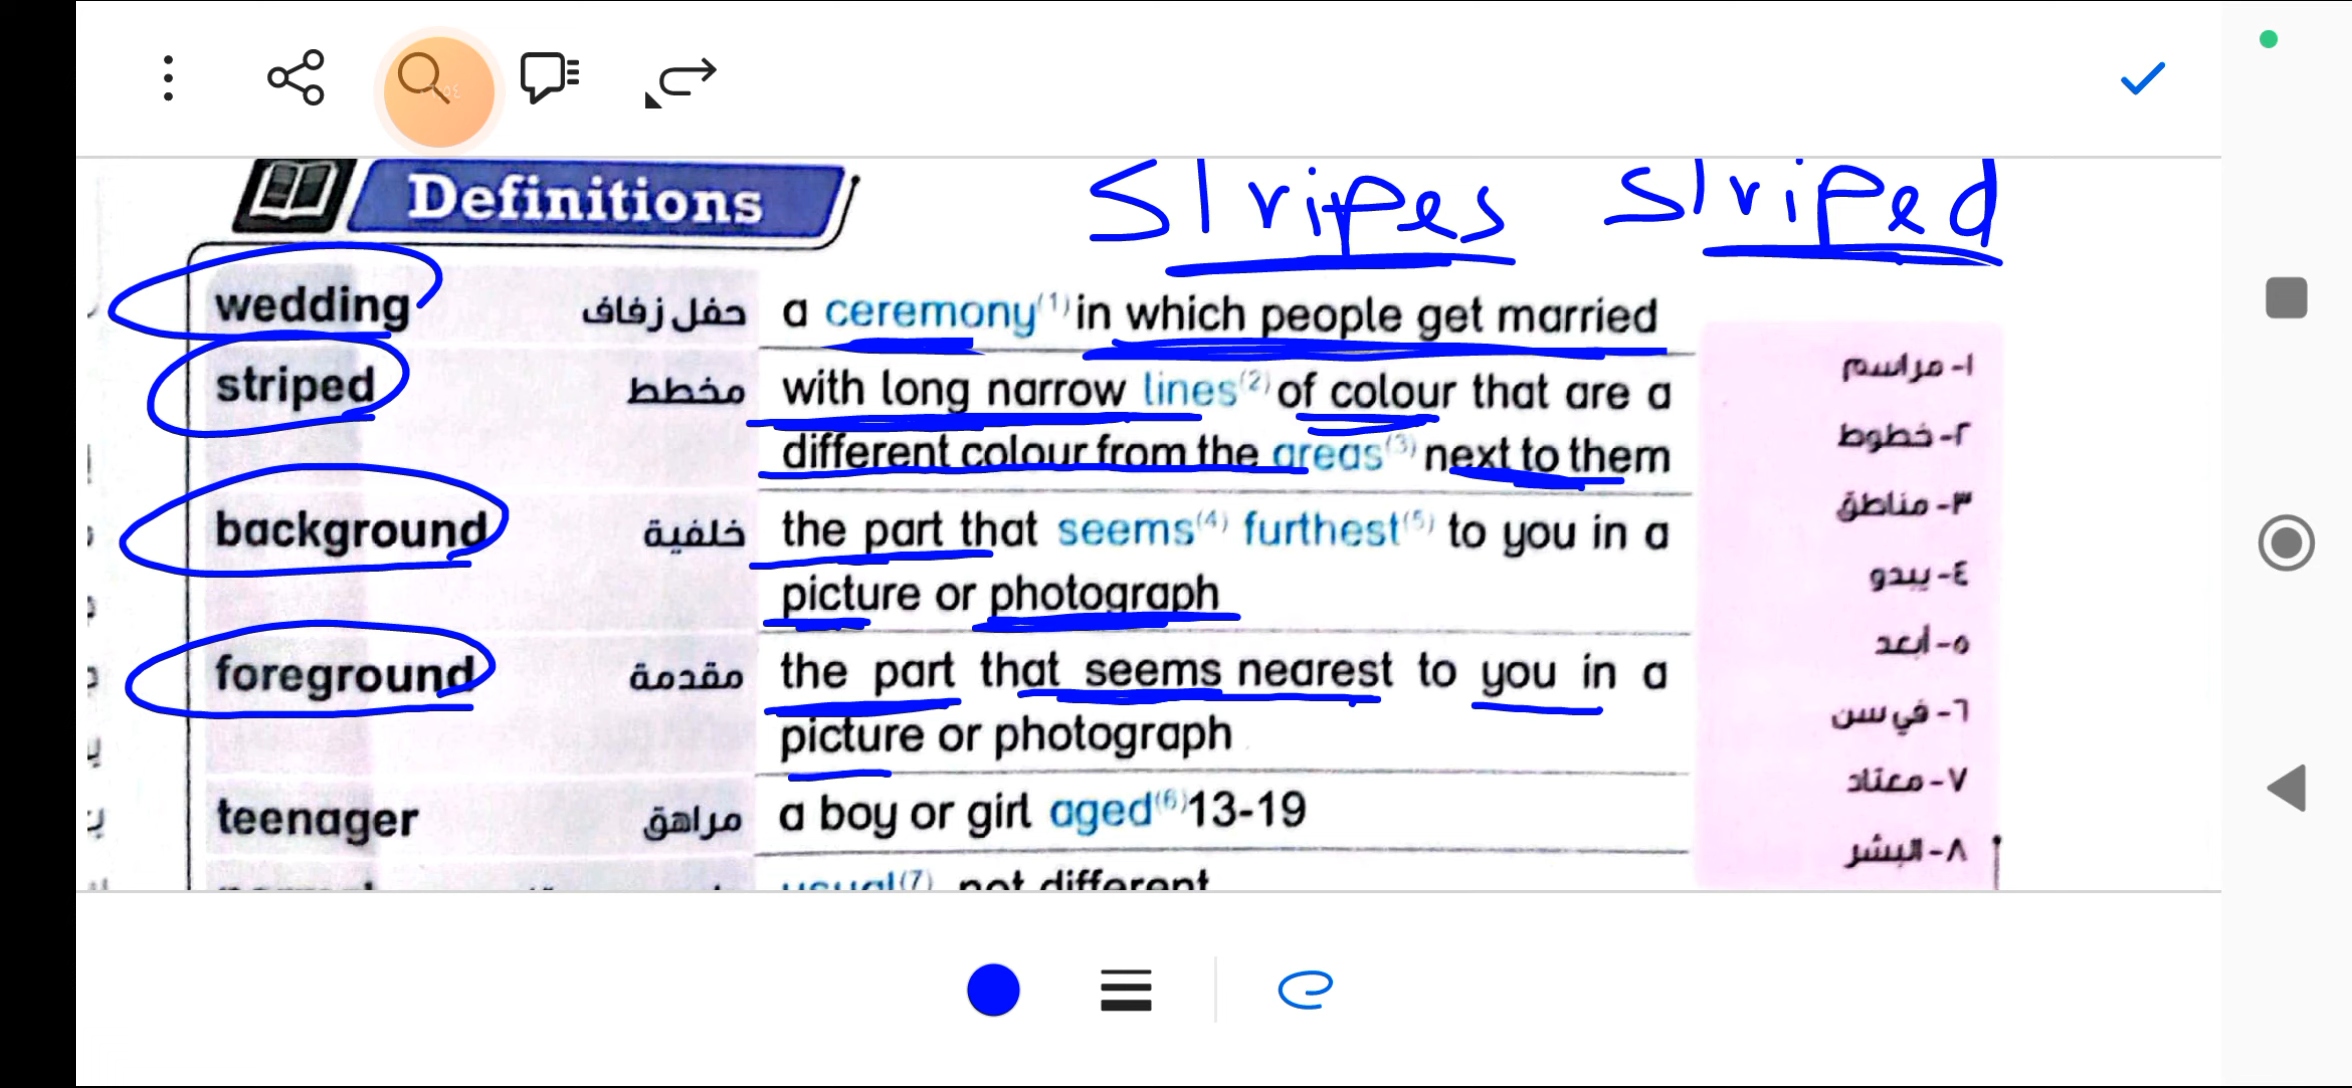 Definitions
Stripes Striped
wedding حفل زفاف a ceremony(1) in which people get married
striped مخطط with long narrow lines(2) of colour that are a
different colour from the areas(3) next to them
background خلفية the part that seems(4) furthest(5) to you in a
picture or photograph
foreground مقدمة the part that seems nearest to you in a
picture or photograph
teenager مراهق a boy or girl aged(6) 13-19
usual(7) not different
١- مراسم
٢- خطوط
٣- مناطق
٤- يبدو
٥- أبعد
٦- في سن
٧- معتاد
٨- البشر